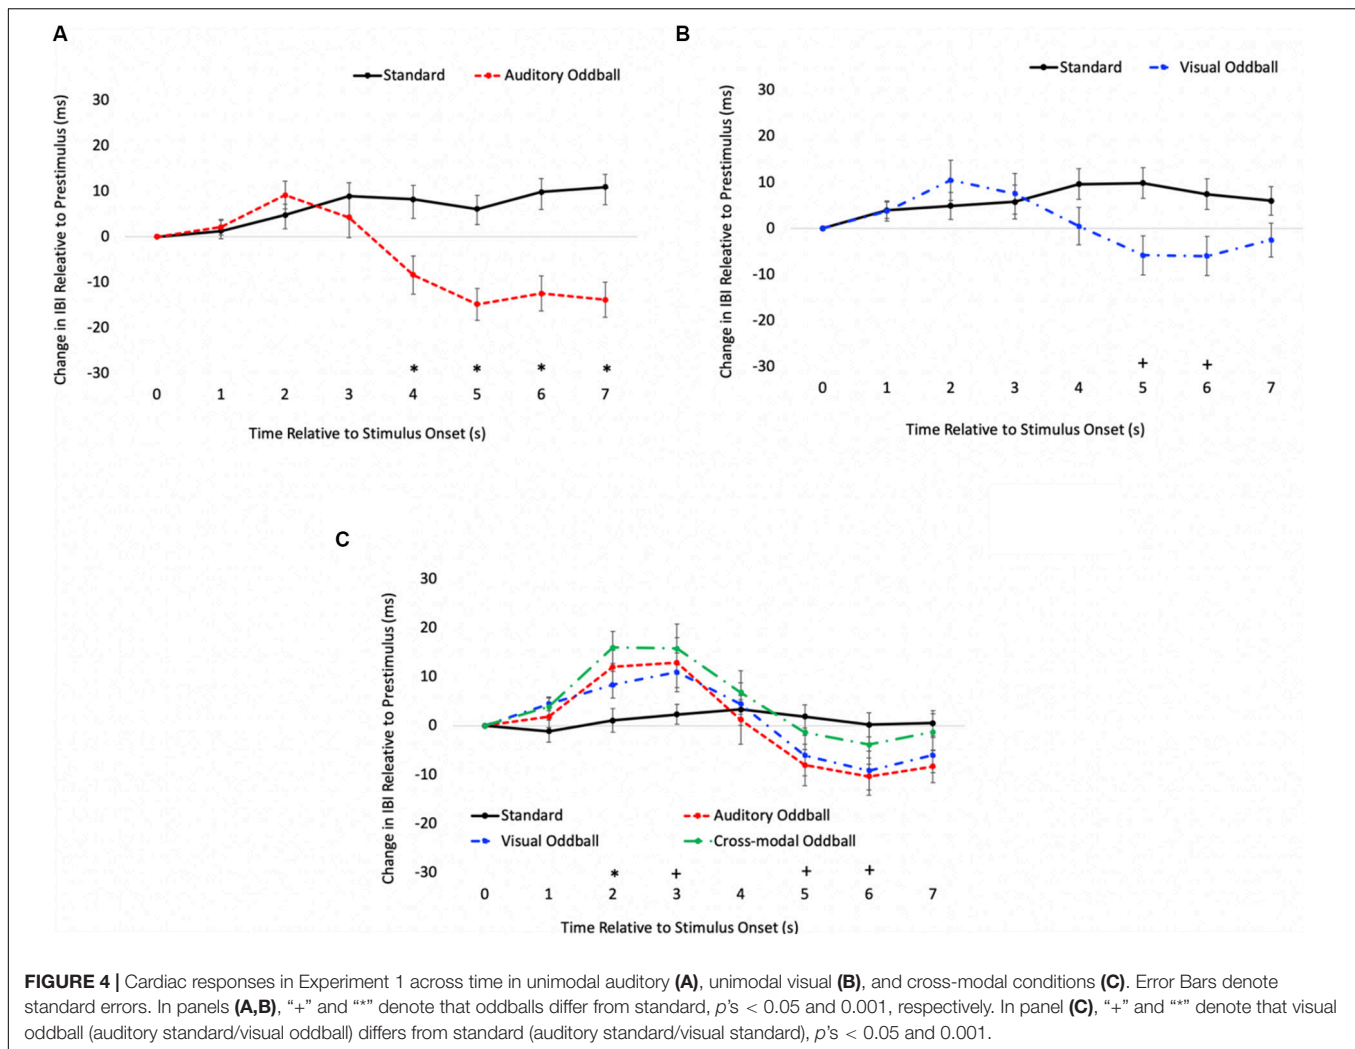 A
Standard Auditory Oddball
Change in IBI Releative to Prestimulus (ms)
30
20
10
0
-10
-20
-30
* * * *
0 1 2 3 4 5 6 7
Time Relative to Stimulus Onset (s)
B
Standard Visual Oddball
Change in IBI Releative to Prestimulus (ms)
30
20
10
0
-10
-20
-30
+ +
0 1 2 3 4 5 6 7
Time Relative to Stimulus Onset (s)
C
Change in IBI Releative to Prestimulus (ms)
30
20
10
0
-10
-20
-30
Standard Auditory Oddball
Visual Oddball Cross-modal Oddball
* + + +
0 1 2 3 4 5 6 7
Time Relative to Stimulus Onset (s)
FIGURE 4 | Cardiac responses in Experiment 1 across time in unimodal auditory (A), unimodal visual (B), and cross-modal conditions (C). Error Bars denote
standard errors. In panels (A,B), “+” and “*” denote that oddballs differ from standard, p’s < 0.05 and 0.001, respectively. In panel (C), “+” and “*” denote that visual
oddball (auditory standard/visual oddball) differs from standard (auditory standard/visual standard), p’s < 0.05 and 0.001.